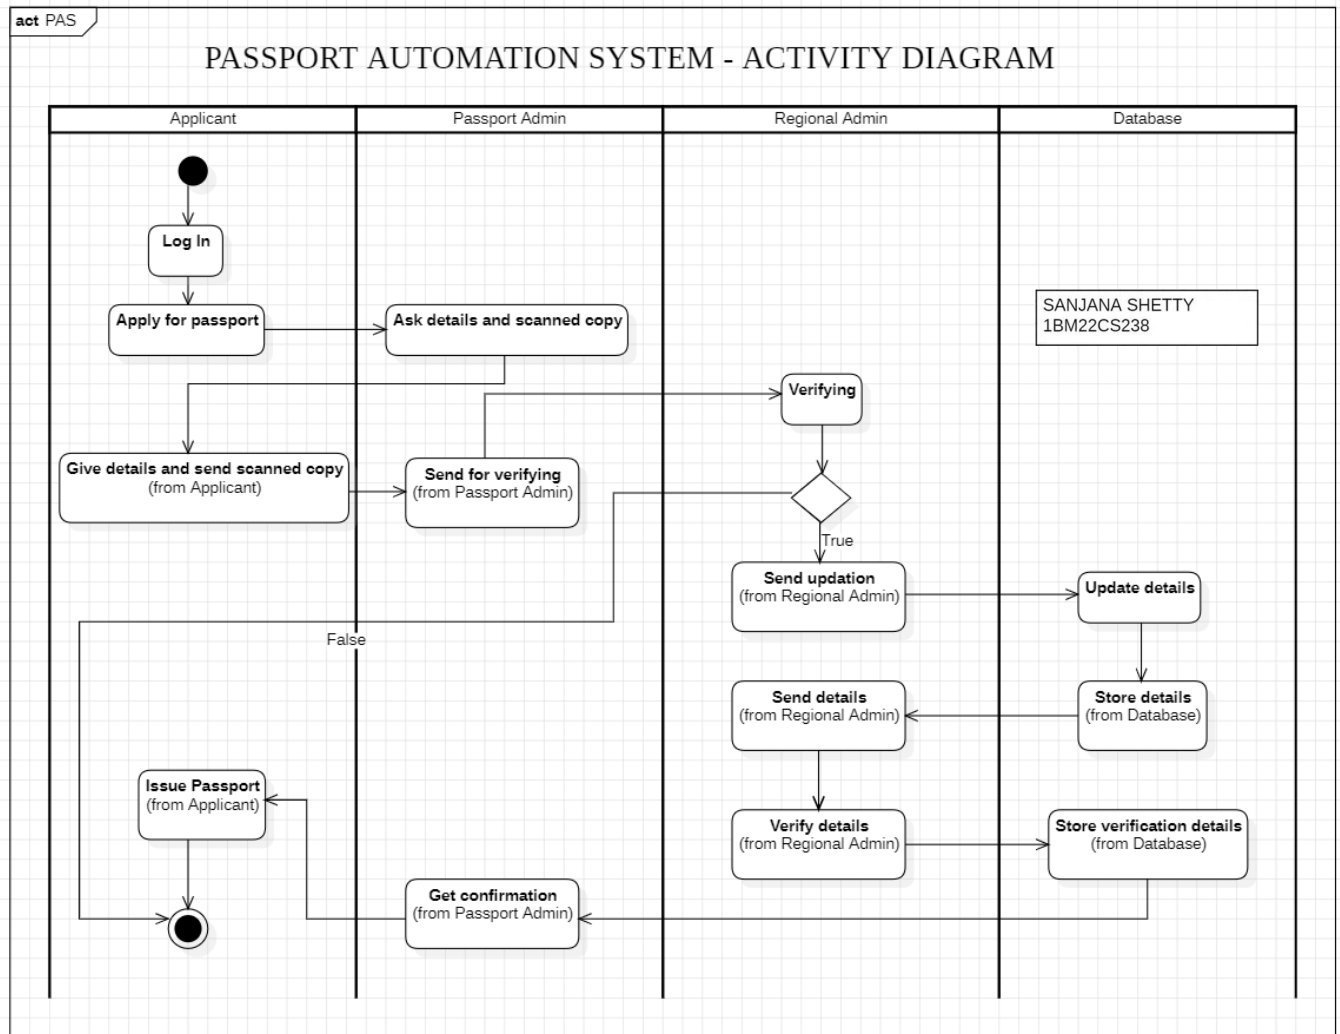 act PAS
PASSPORT AUTOMATION SYSTEM - ACTIVITY DIAGRAM
Applicant
Passport Admin
Regional Admin
Database
Log In
Apply for passport
Ask details and scanned copy
SANJANA SHETTY
1BM22CS238
Verifying
Give details and send scanned copy
(from Applicant)
Send for verifying
(from Passport Admin)
True
Send updation
(from Regional Admin)
Update details
False
Send details
(from Regional Admin)
Store details
(from Database)
Issue Passport
(from Applicant)
Verify details
(from Regional Admin)
Store verification details
(from Database)
Get confirmation
(from Passport Admin)